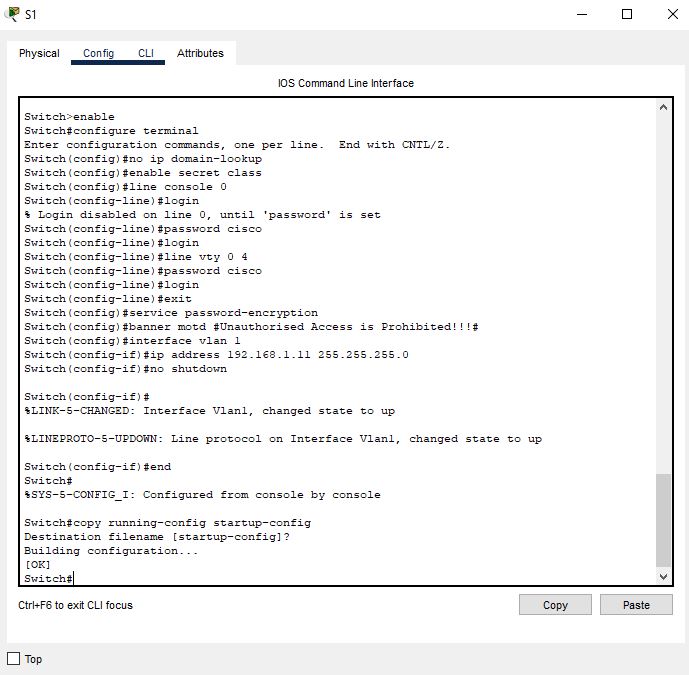 S1
Physical Config CLI Attributes
IOS Command Line Interface
Switch>enable
Switch#configure terminal
Enter configuration commands, one per line.  End with CNTL/Z.
Switch(config)#no ip domain-lookup
Switch(config)#enable secret class
Switch(config)#line console 0
Switch(config-line)#login
% Login disabled on line 0, until 'password' is set
Switch(config-line)#password cisco
Switch(config-line)#login
Switch(config-line)#line vty 0 4
Switch(config-line)#password cisco
Switch(config-line)#login
Switch(config-line)#exit
Switch(config)#service password-encryption
Switch(config)#banner motd #Unauthorised Access is Prohibited!!!#
Switch(config)#interface vlan 1
Switch(config-if)#ip address 192.168.1.11 255.255.255.0
Switch(config-if)#no shutdown
Switch(config-if)#
%LINK-5-CHANGED: Interface Vlan1, changed state to up
%LINEPROTO-5-UPDOWN: Line protocol on Interface Vlan1, changed state to up
Switch(config-if)#end
Switch#
%SYS-5-CONFIG_I: Configured from console by console
Switch#copy running-config startup-config
Destination filename [startup-config]?
Building configuration...
[OK]
Switch#
Ctrl+F6 to exit CLI focus Copy Paste
Top